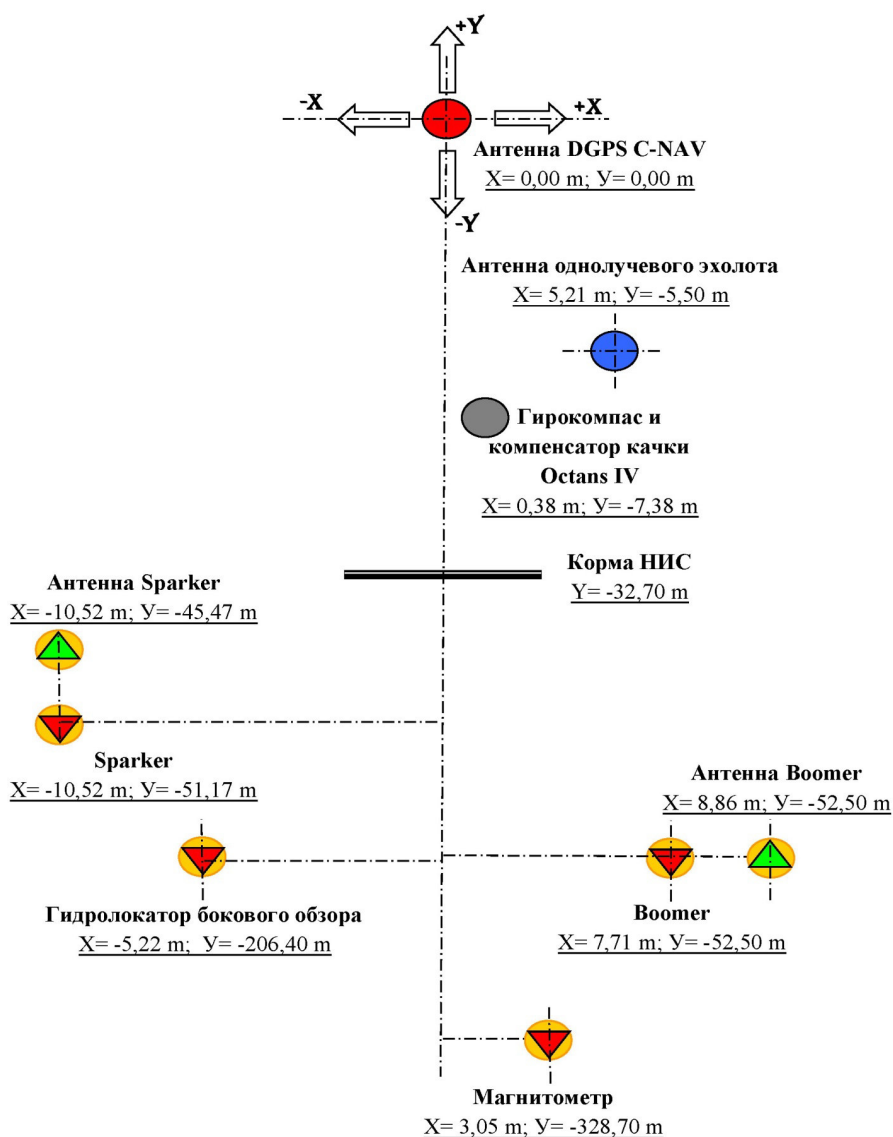 +Y
-X
+X
Антенна DGPS C-NAV
X= 0,00 m; У= 0,00 m
-Y
Антенна однолучевого эхолота
X= 5,21 m; У= -5,50 m
Гирокомпас и
компенсатор качки
Octans IV
X= 0,38 m; У= -7,38 m
Корма НИС
Y= -32,70 m
Антенна Sparker
X= -10,52 m; У= -45,47 m
Sparker
X= -10,52 m; У= -51,17 m
Антенна Boomer
X= 8,86 m; У= -52,50 m
Гидролокатор бокового обзора
X= -5,22 m; У= -206,40 m
Boomer
X= 7,71 m; У= -52,50 m
Магнитометр
X= 3,05 m; У= -328,70 m